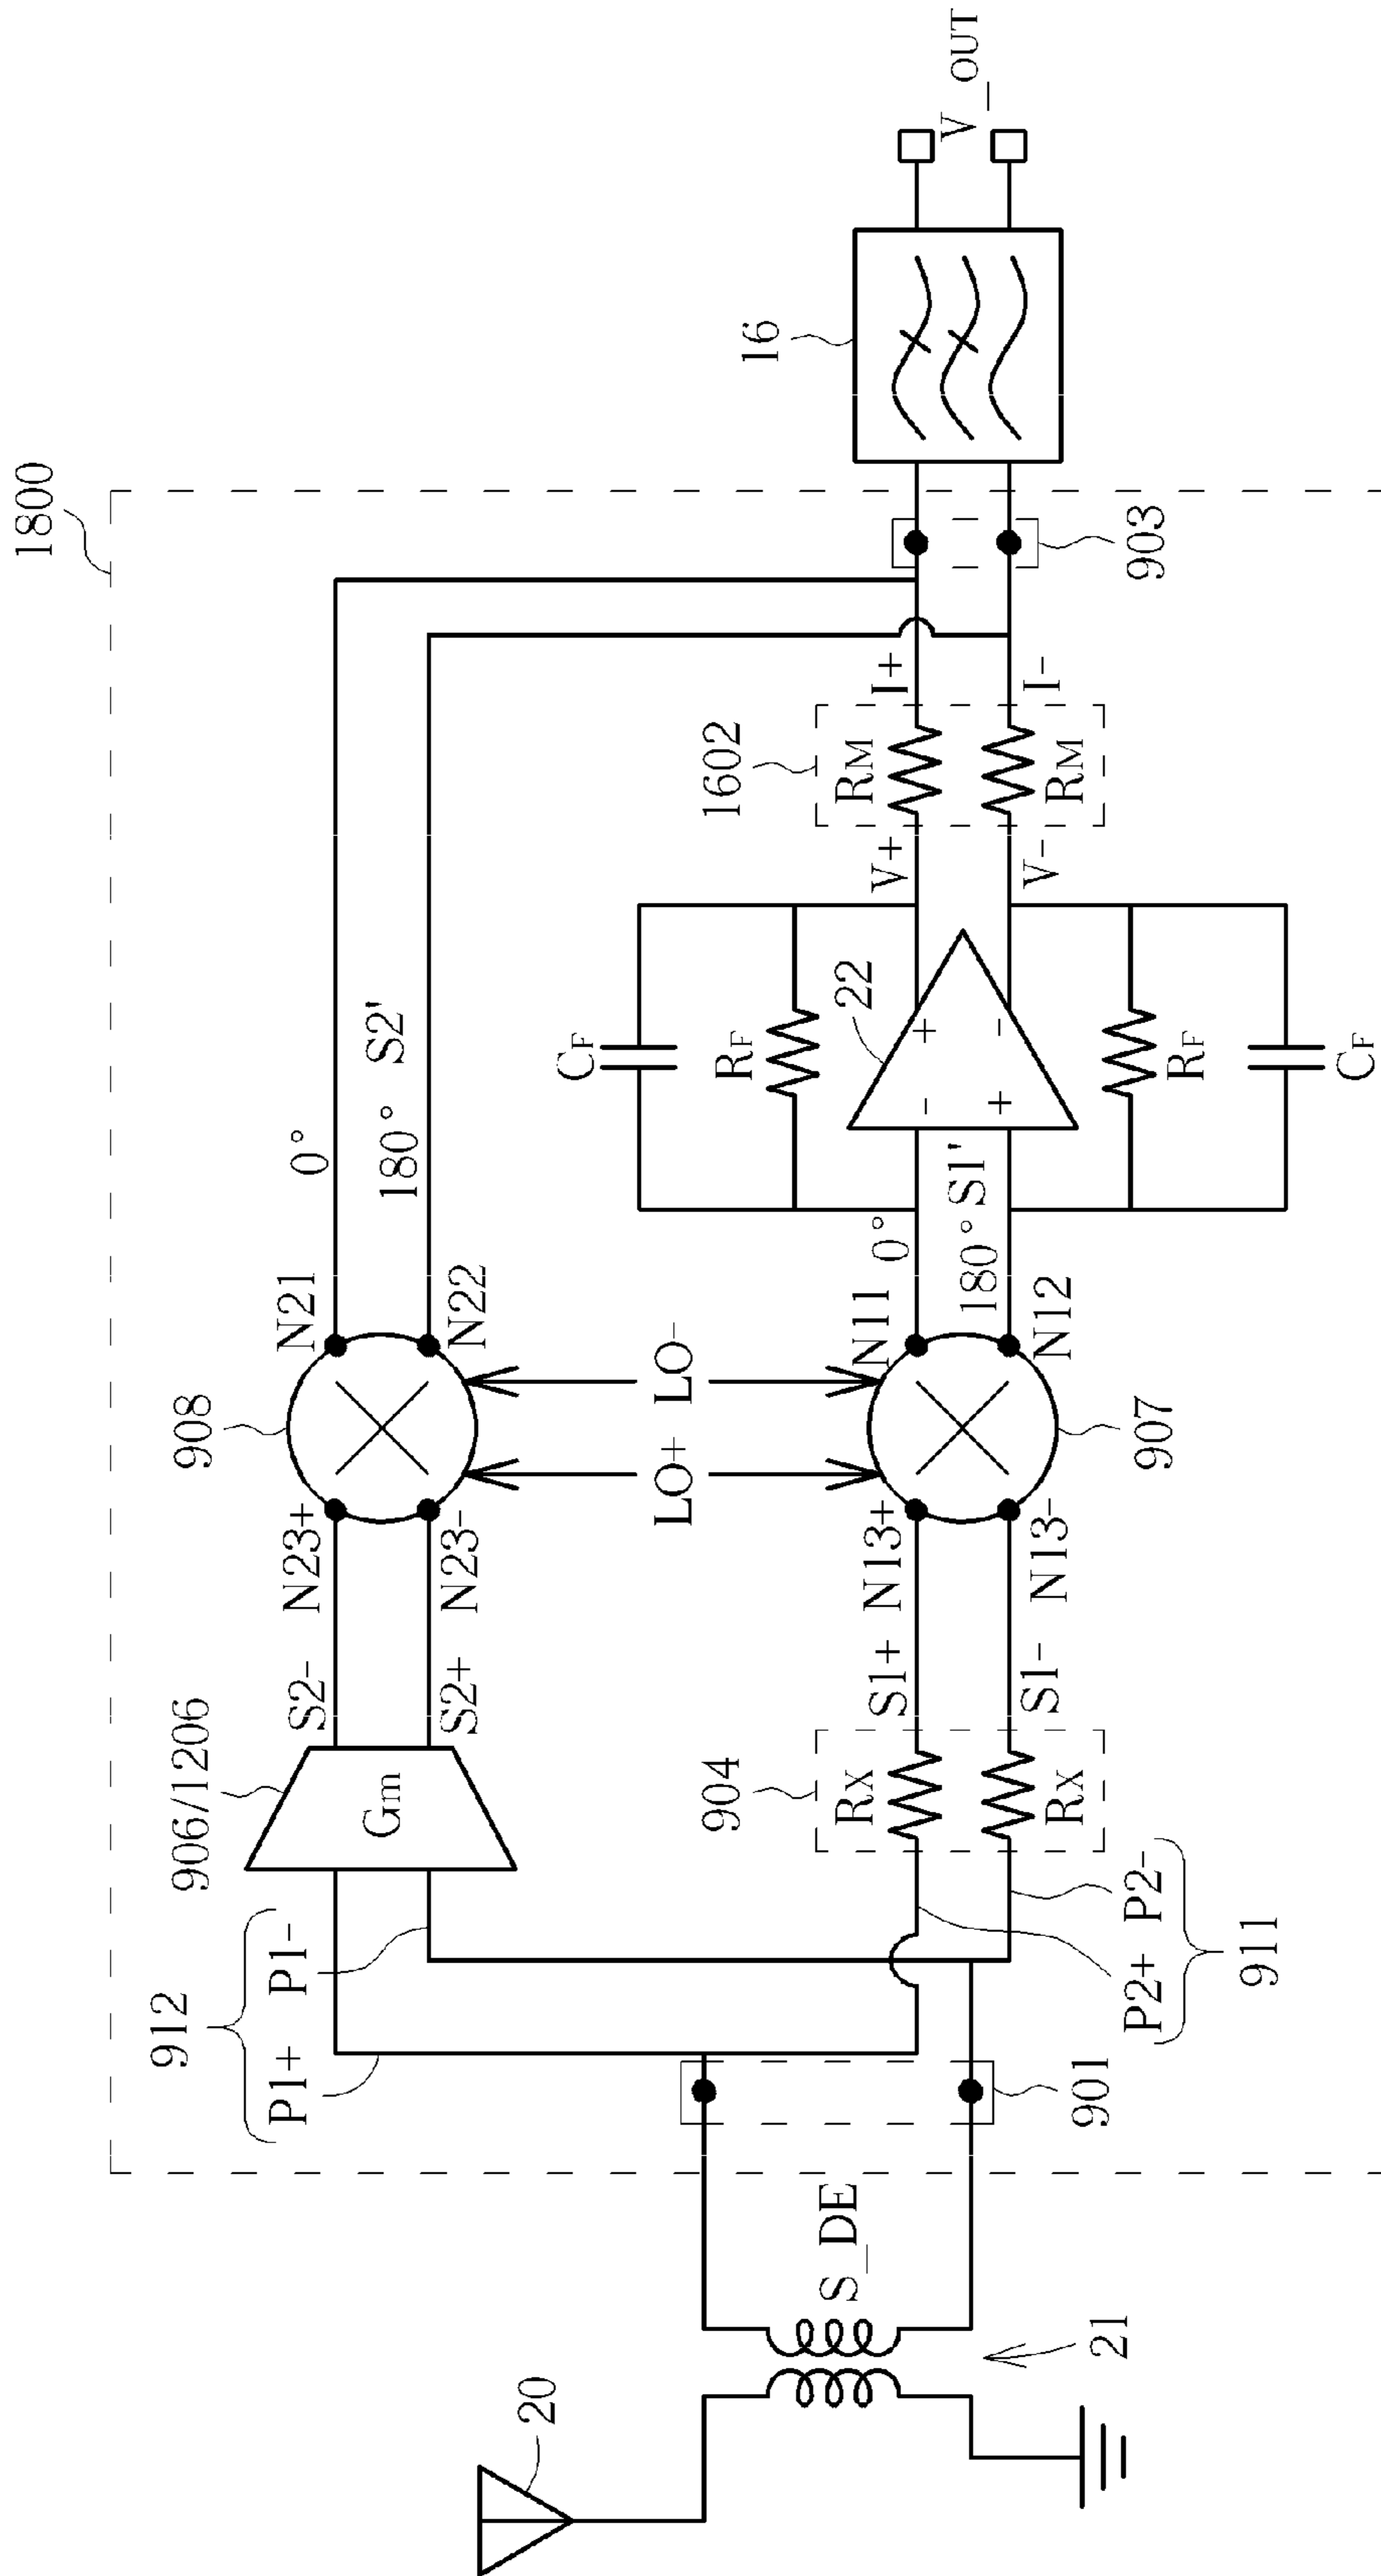 1800
912
P1+ P1-
906/1206
Gm
S2-
S2+
N23+
N23-
908
N21
N22
0°
180° S2'
LO+ LO-
20
21
S_DE
901
P2+ P2-
911
904
RX
RX
S1+
S1-
N13+
N13-
907
N11
N12
0°
180° S1'
CF
RF
22
- +
+ -
RF
CF
V+
V-
1602
RM
RM
I+
I-
903
16
V_OUT